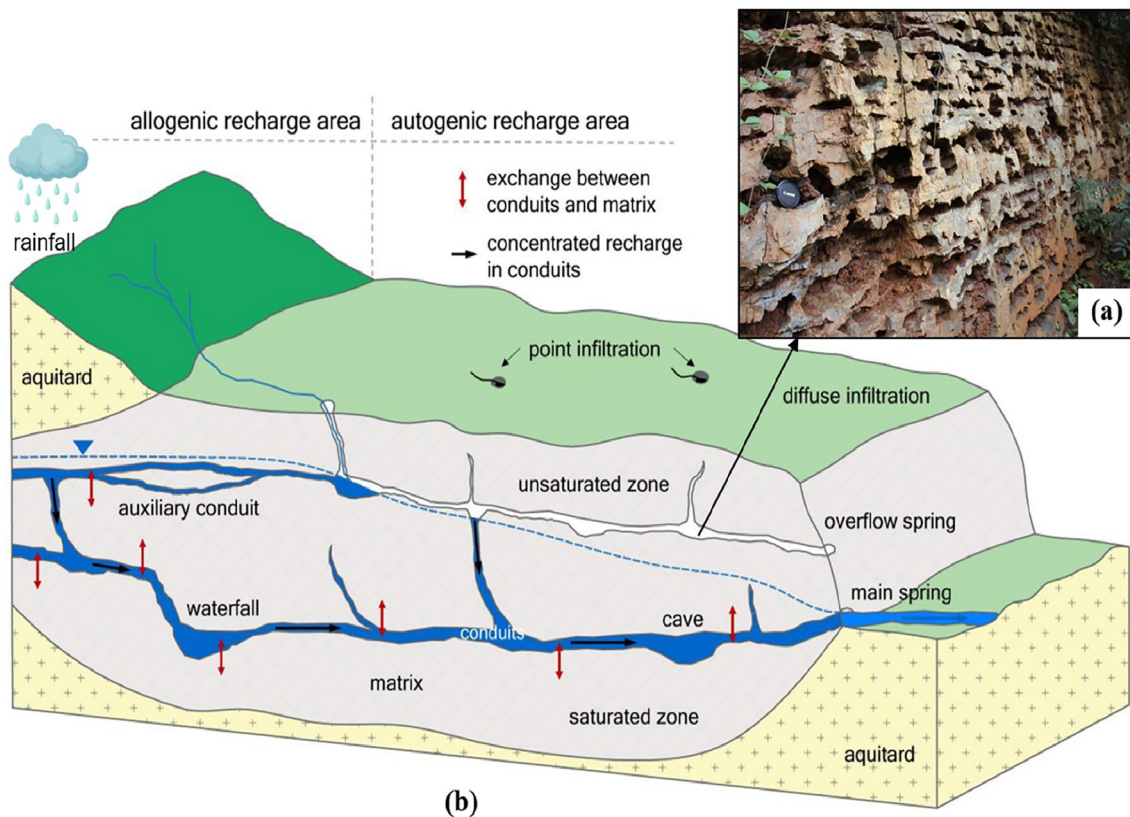 allogenic recharge area
autogenic recharge area
exchange between
conduits and matrix
concentrated recharge
in conduits
rainfall
(a)
aquitard
point infiltration
diffuse infiltration
unsaturated zone
auxiliary conduit
overflow spring
main spring
waterfall
cave
conduits
matrix
saturated zone
aquitard
(b)